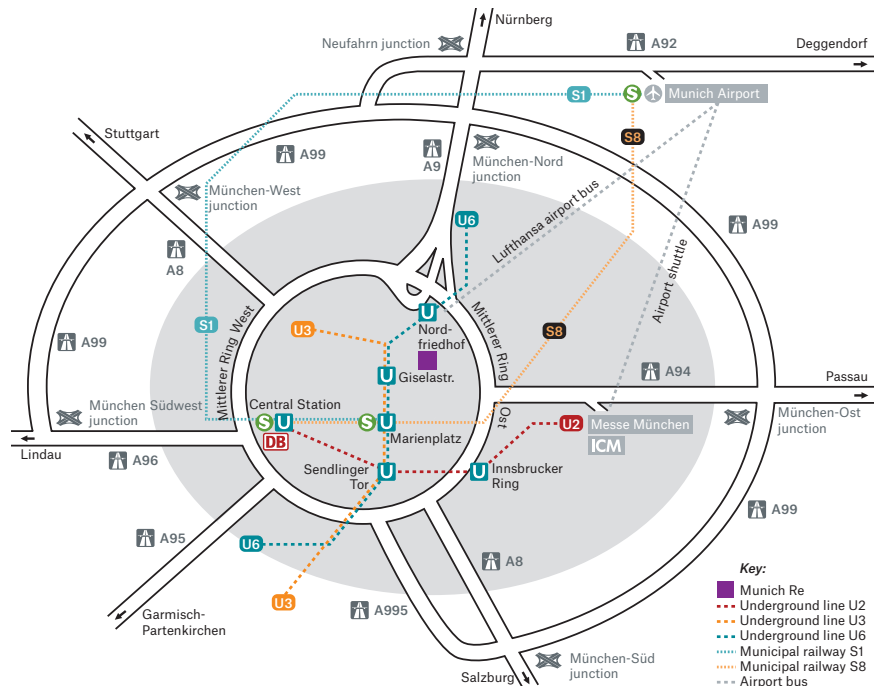 Nürnberg
Neufahrn junction
A92
Deggendorf
S1
S
Munich Airport
Stuttgart
S8
A99
A9
München-Nord
junction
München-West
junction
U6
Lufthansa airport bus
A99
A8
Airport shuttle
S1
Mittlerer Ring West
U3
U
Nord-
friedhof
Mittlerer Ring
Ost
S8
A99
U
Giselastr.
A94
Passau
München Südwest
junction
Central Station
S
U
DB
S
U
Marienplatz
U2
Messe München
ICM
München-Ost
junction
Lindau
A96
Sendlinger
Tor
U
U
Innsbrucker
Ring
A99
A95
U6
A8
U3
A995
Garmisch-
Partenkirchen
Salzburg
München-Süd
junction
Key:
Munich Re
Underground line U2
Underground line U3
Underground line U6
Municipal railway S1
Municipal railway S8
Airport bus